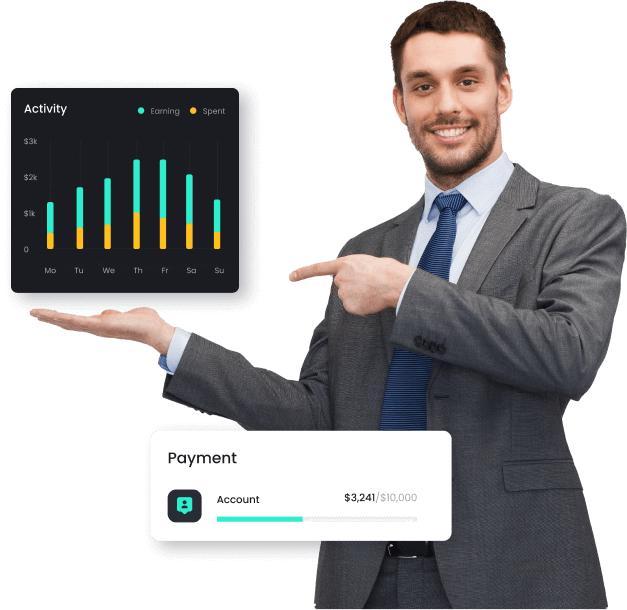 Activity
Earning Spent
$3k
$2k
$1k
0
Mo Tu We Th Fr Sa Su
Payment
Account $3,241/$10,000